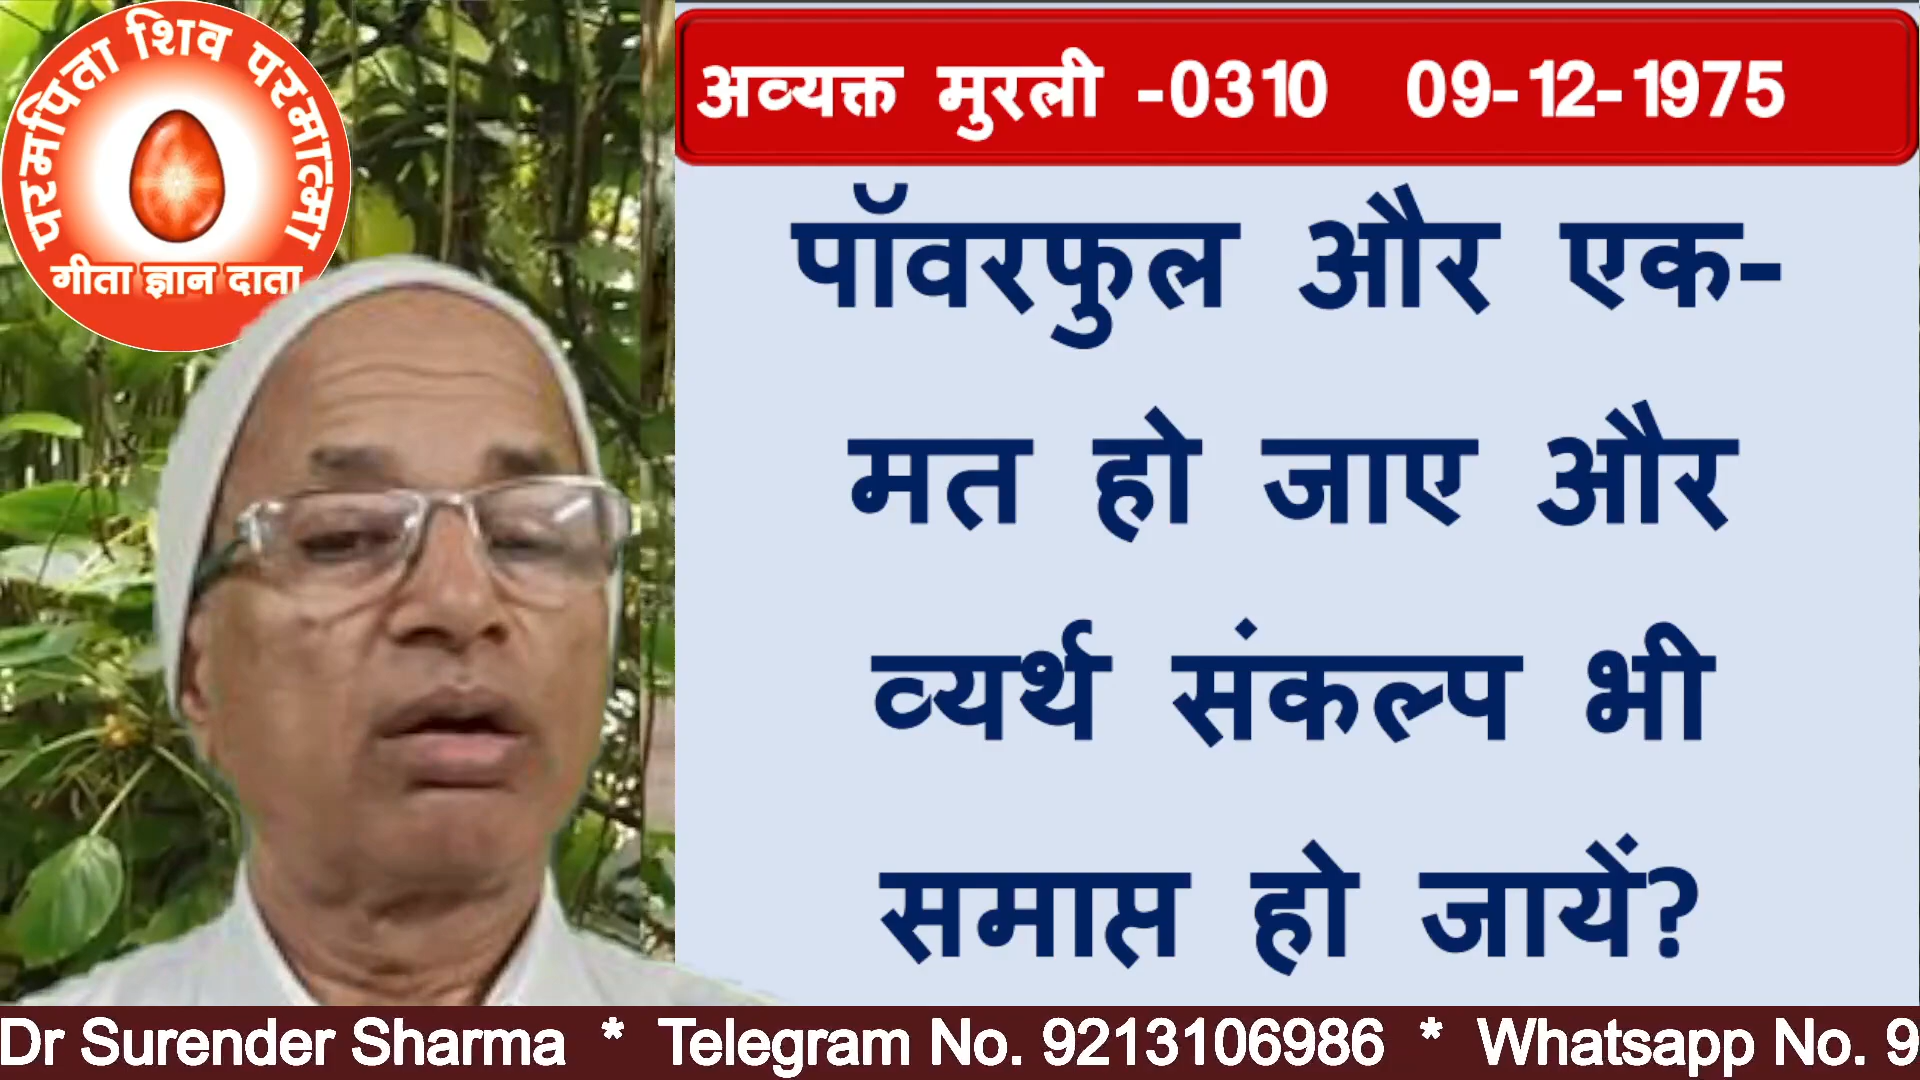 परमपिता शिव परमात्मा
गीता ज्ञान दाता
अव्यक्त मुरली -0310 09-12-1975
पॉवरफुल और एक-
मत हो जाए और
व्यर्थ संकल्प भी
समाप्त हो जायें?
Dr Surender Sharma * Telegram No. 9213106986 * Whatsapp No. 9